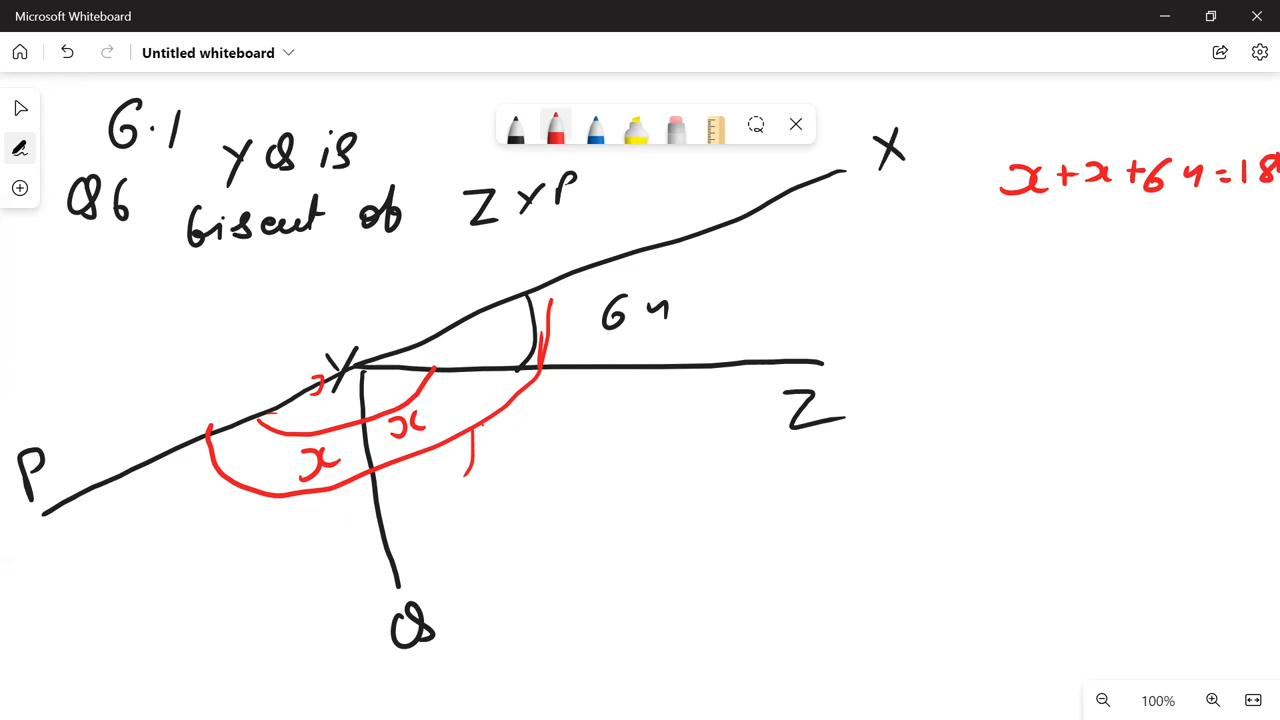 Microsoft Whiteboard
Untitled whiteboard
6.1
YQ is
Q6
bisect of ZYP
X
x+x+64=18
64
Y
x
x
Z
P
Q
100%